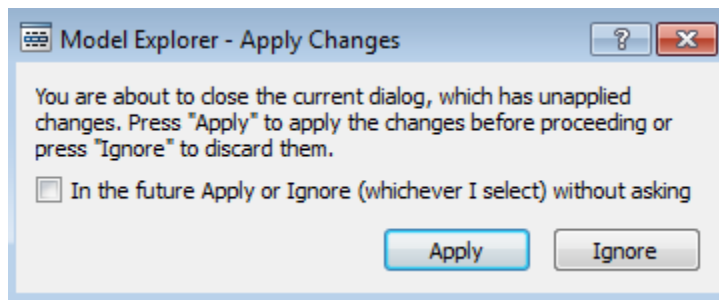 Model Explorer - Apply Changes
You are about to close the current dialog, which has unapplied
changes. Press "Apply" to apply the changes before proceeding or
press "Ignore" to discard them.
In the future Apply or Ignore (whichever I select) without asking
Apply
Ignore